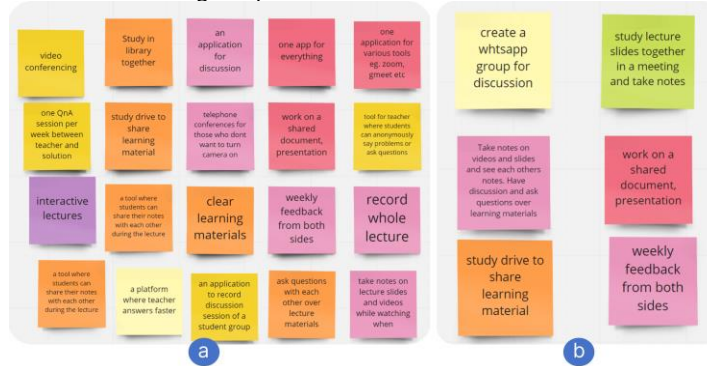 video
conferencing
Study in
library
together
an
application
for
discussion
one app for
everything
one
application for
various tools
eg. zoom,
gmeet etc
one QnA
session per
week between
teacher and
solution
study drive to
share
learning
material
telephone
conferences for
those who dont
want to turn
camera on
work on a
shared
document,
presentation
tool for teacher
where students
can anonymously
say problems or
ask questions
interactive
lectures
a tool where
students can
share their notes
with each other
during the lecture
clear
learning
materials
weekly
feedback
from both
sides
record
whole
lecture
a tool where
students can
share their notes
with each other
during the lecture
a platform
where teacher
answers faster
an application
to record
discussion
session of a
student group
ask questions
with each
other over
lecture
materials
take notes on
lecture slides
and videos
while watching
when
a
create a
whtsapp
group for
discussion
study lecture
slides together
in a meeting
and take notes
Take notes on
videos and slides
and see each others
notes. Have
discussion and ask
questions over
learning materials
work on a
shared
document,
presentation
study drive to
share
learning
material
weekly
feedback
from both
sides
b